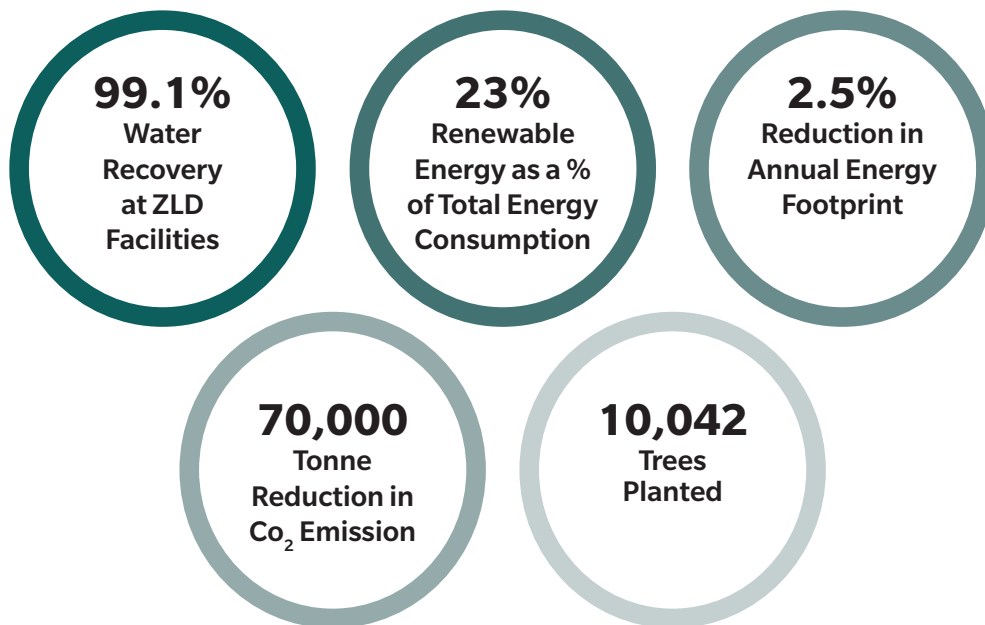 99.1%
Water
Recovery
at ZLD
Facilities
23%
Renewable
Energy as a %
of Total Energy
Consumption
2.5%
Reduction in
Annual Energy
Footprint
70,000
Tonne
Reduction in
Co₂ Emission
10,042
Trees
Planted